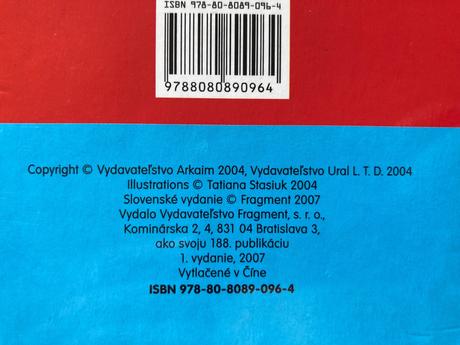 ISBN 978-80-8089-096-4
9788080890964
Copyright © Vydavateľstvo Arkaim 2004, Vydavateľstvo Ural L. T. D. 2004
Illustrations © Tatiana Stasiuk 2004
Slovenské vydanie © Fragment 2007
Vydalo Vydavateľstvo Fragment, s. r. o.,
Kominárska 2, 4, 831 04 Bratislava 3,
ako svoju 188. publikáciu
1. vydanie, 2007
Vytlačené v Číne
ISBN 978-80-8089-096-4